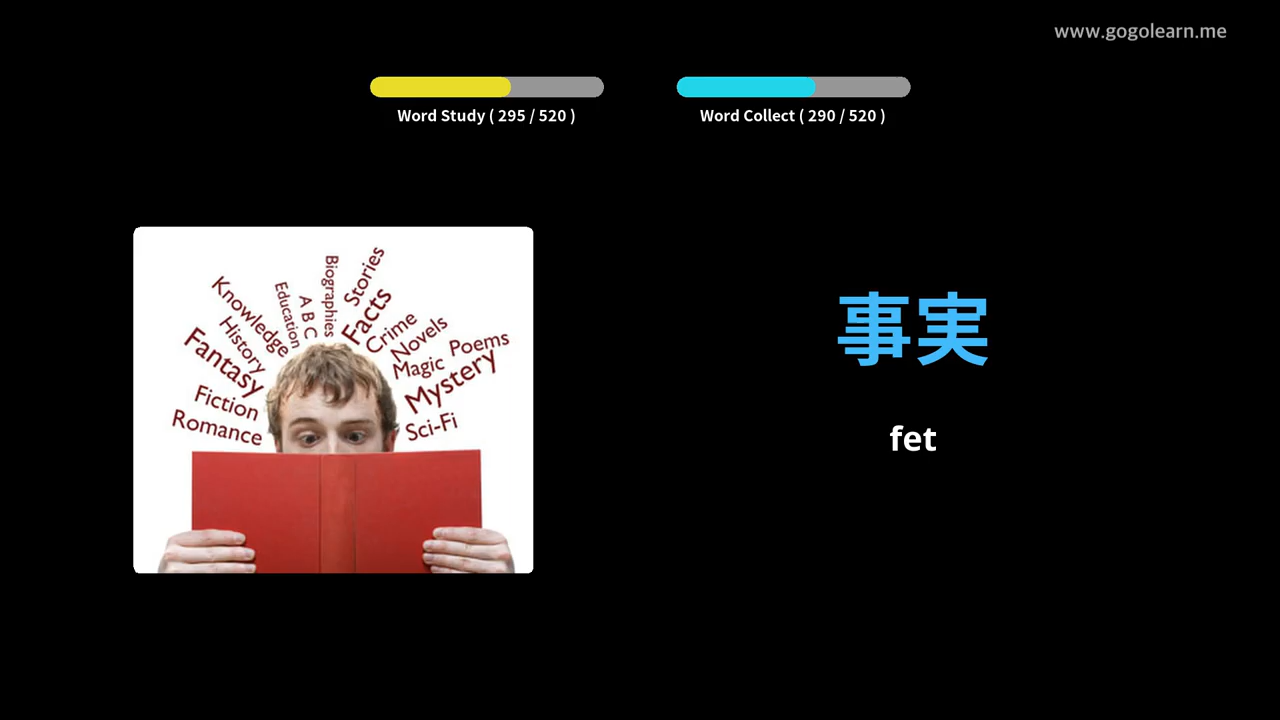 www.gogolearn.me
Word Study ( 295 / 520 )
Word Collect ( 290 / 520 )
Knowledge
History
Fantasy
Fiction
Romance
Education
A B C
Biographies
Stories
Facts
Crime
Novels
Magic
Poems
Mystery
Sci-Fi
事実
fet